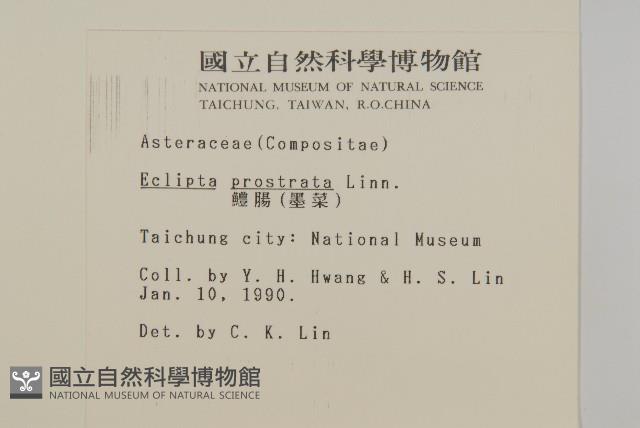 國立自然科學博物館
NATIONAL MUSEUM OF NATURAL SCIENCE
TAICHUNG, TAIWAN, R.O.CHINA
Asteraceae(Compositae)
Eclipta prostrata Linn.
鱧腸(墨菜)
Taichung city: National Museum
Coll. by Y. H. Hwang & H. S. Lin
Jan. 10, 1990.
Det. by C. K. Lin
國立自然科學博物館
NATIONAL MUSEUM OF NATURAL SCIENCE